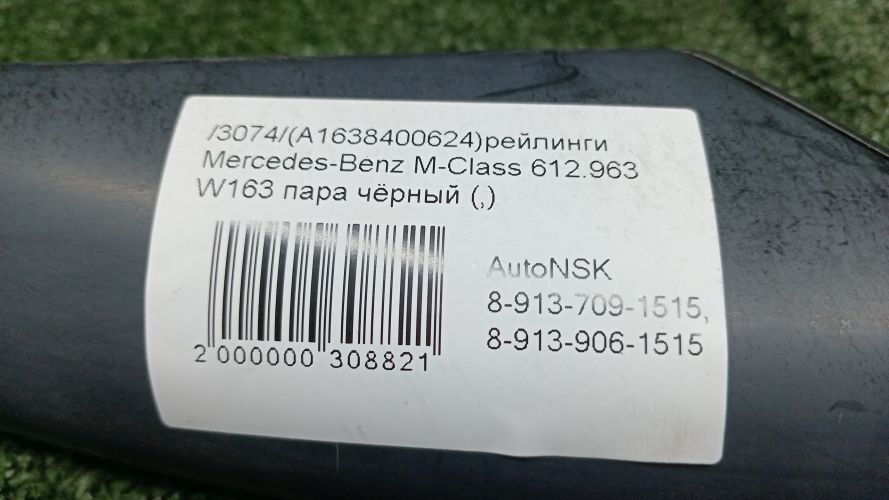 /3074/(A1638400624)рейлинги
Mercedes-Benz M-Class 612.963
W163 пара чёрный (,)
AutoNSK
8-913-709-1515,
8-913-906-1515
2 000000 308821